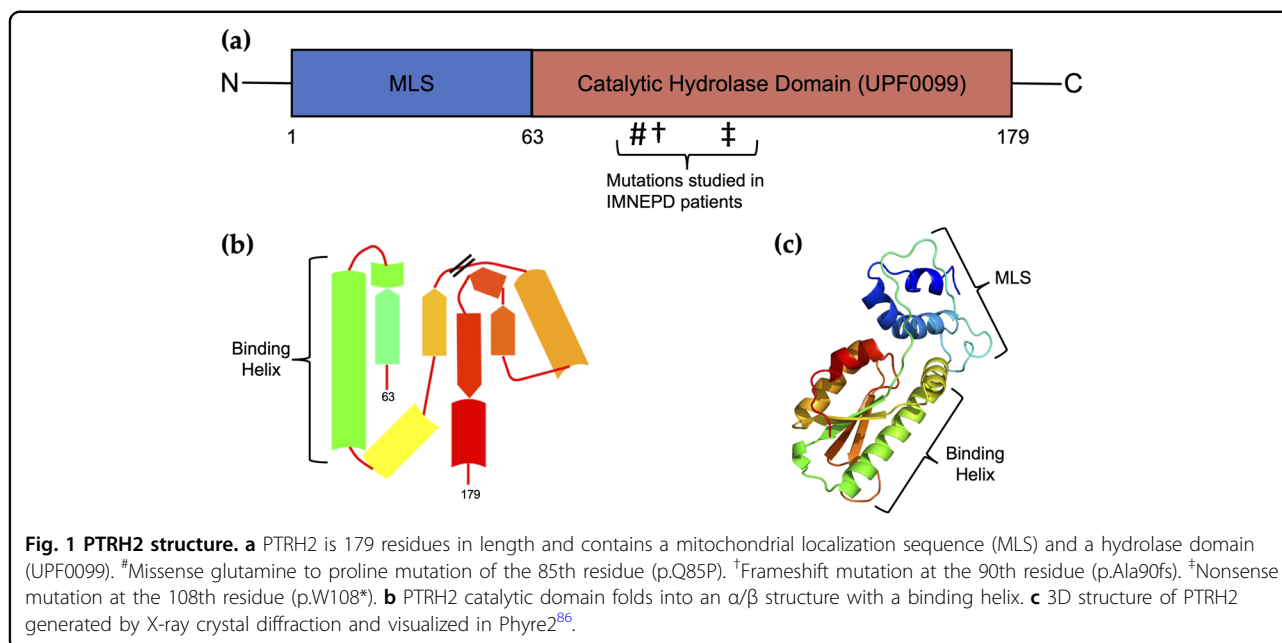 (a)
N
MLS
Catalytic Hydrolase Domain (UPF0099)
C
1
63
179
#†
‡
Mutations studied in
IMNEPD patients
(b)
Binding
Helix
63
179
(c)
MLS
Binding
Helix
Fig. 1 PTRH2 structure. a PTRH2 is 179 residues in length and contains a mitochondrial localization sequence (MLS) and a hydrolase domain
(UPF0099). #Missense glutamine to proline mutation of the 85th residue (p.Q85P). †Frameshift mutation at the 90th residue (p.Ala90fs). ‡Nonsense
mutation at the 108th residue (p.W108*). b PTRH2 catalytic domain folds into an α/β structure with a binding helix. c 3D structure of PTRH2
generated by X-ray crystal diffraction and visualized in Phyre2⁸⁶.